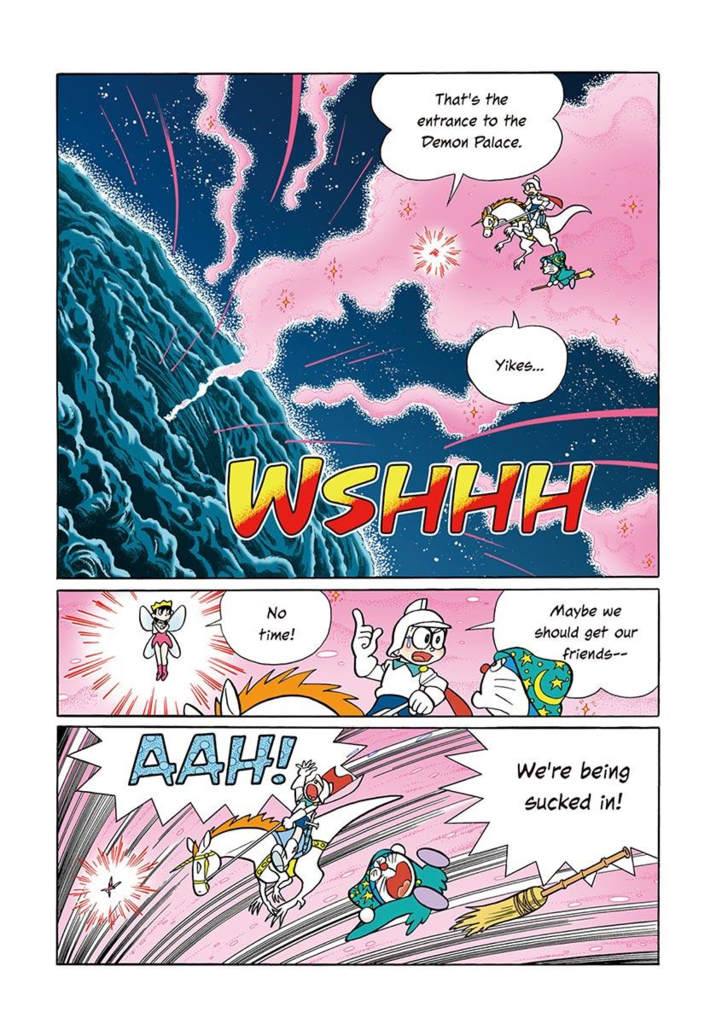 That's the
entrance to the
Demon Palace.
Yikes...
WSHHH
No
time!
Maybe we
should get our
friends--
AAH!
We're being
sucked in!